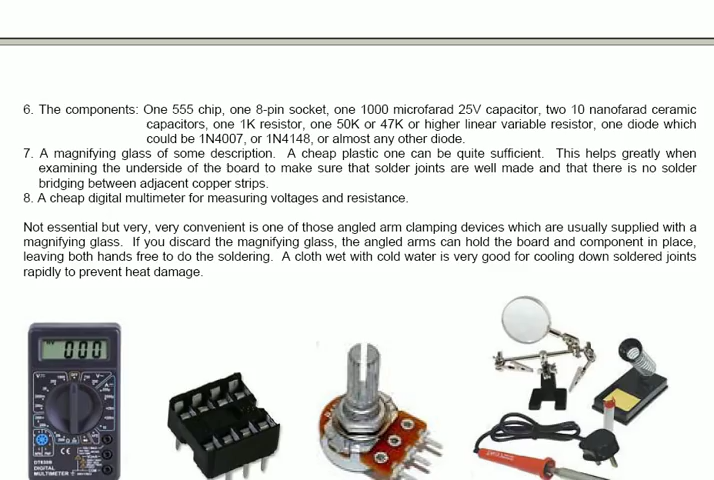 6. The components: One 555 chip, one 8-pin socket, one 1000 microfarad 25V capacitor, two 10 nanofarad ceramic
capacitors, one 1K resistor, one 50K or 47K or higher linear variable resistor, one diode which
could be 1N4007, or 1N4148, or almost any other diode.
7. A magnifying glass of some description. A cheap plastic one can be quite sufficient. This helps greatly when
examining the underside of the board to make sure that solder joints are well made and that there is no solder
bridging between adjacent copper strips.
8. A cheap digital multimeter for measuring voltages and resistance.
Not essential but very, very convenient is one of those angled arm clamping devices which are usually supplied with a
magnifying glass. If you discard the magnifying glass, the angled arms can hold the board and component in place,
leaving both hands free to do the soldering. A cloth wet with cold water is very good for cooling down soldered joints
rapidly to prevent heat damage.
000
DIGITAL
MULTIMETER